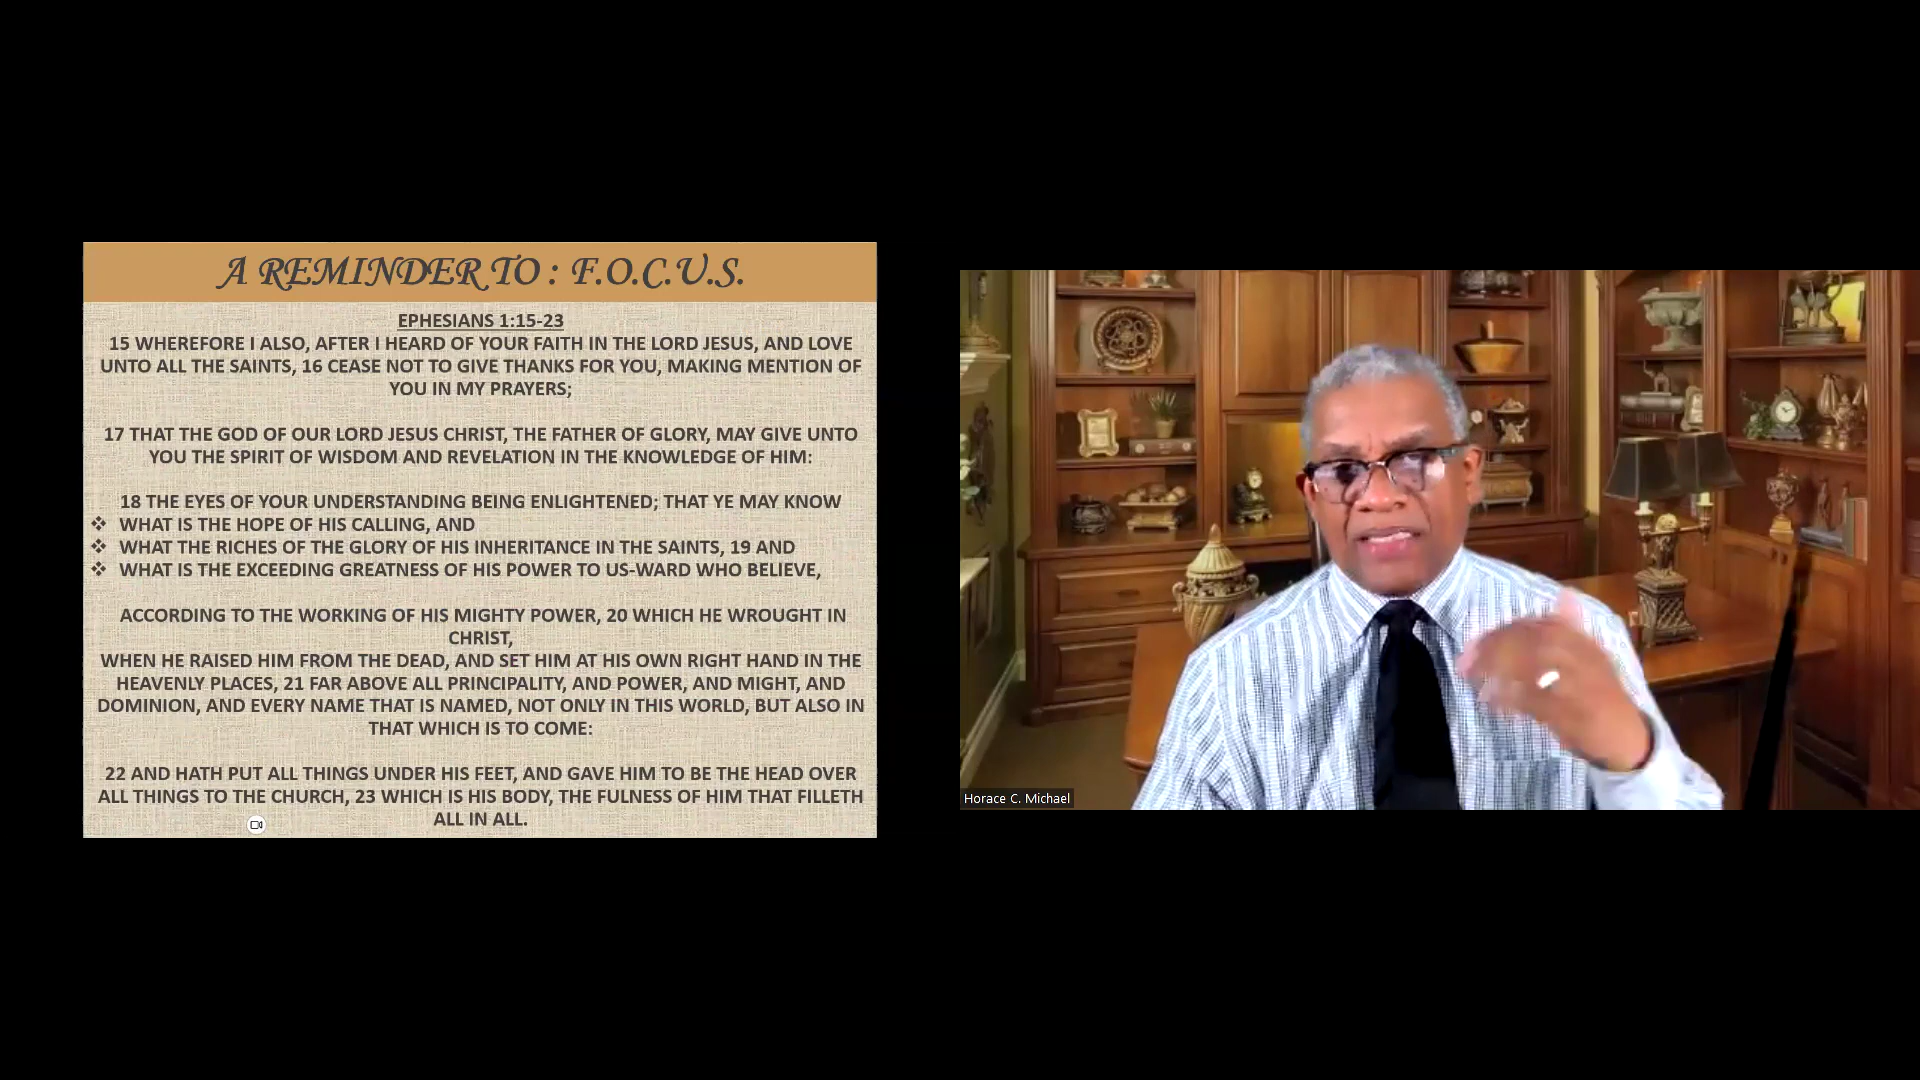 A REMINDER TO : F.O.C.U.S.
EPHESIANS 1:15-23
15 WHEREFORE I ALSO, AFTER I HEARD OF YOUR FAITH IN THE LORD JESUS, AND LOVE
UNTO ALL THE SAINTS, 16 CEASE NOT TO GIVE THANKS FOR YOU, MAKING MENTION OF
YOU IN MY PRAYERS;
17 THAT THE GOD OF OUR LORD JESUS CHRIST, THE FATHER OF GLORY, MAY GIVE UNTO
YOU THE SPIRIT OF WISDOM AND REVELATION IN THE KNOWLEDGE OF HIM:
18 THE EYES OF YOUR UNDERSTANDING BEING ENLIGHTENED; THAT YE MAY KNOW
❖ WHAT IS THE HOPE OF HIS CALLING, AND
❖ WHAT THE RICHES OF THE GLORY OF HIS INHERITANCE IN THE SAINTS, 19 AND
❖ WHAT IS THE EXCEEDING GREATNESS OF HIS POWER TO US-WARD WHO BELIEVE,
ACCORDING TO THE WORKING OF HIS MIGHTY POWER, 20 WHICH HE WROUGHT IN
CHRIST,
WHEN HE RAISED HIM FROM THE DEAD, AND SET HIM AT HIS OWN RIGHT HAND IN THE
HEAVENLY PLACES, 21 FAR ABOVE ALL PRINCIPALITY, AND POWER, AND MIGHT, AND
DOMINION, AND EVERY NAME THAT IS NAMED, NOT ONLY IN THIS WORLD, BUT ALSO IN
THAT WHICH IS TO COME:
22 AND HATH PUT ALL THINGS UNDER HIS FEET, AND GAVE HIM TO BE THE HEAD OVER
ALL THINGS TO THE CHURCH, 23 WHICH IS HIS BODY, THE FULNESS OF HIM THAT FILLETH
ALL IN ALL.
Horace C. Michael